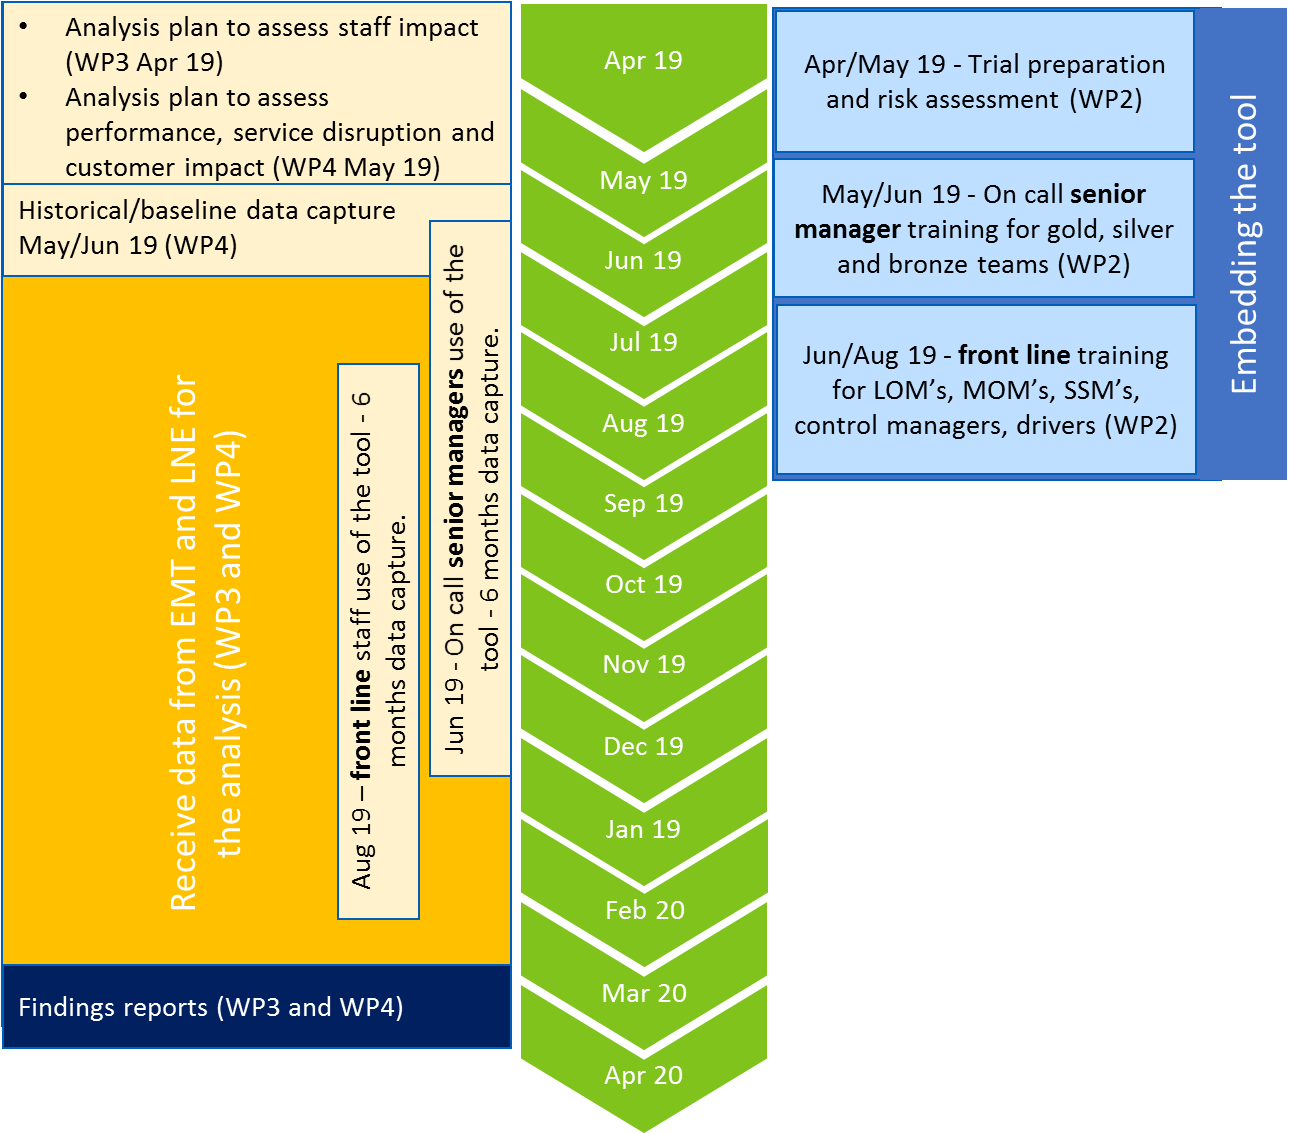 • Analysis plan to assess staff impact
(WP3 Apr 19)
• Analysis plan to assess
performance, service disruption and
customer impact (WP4 May 19)
Historical/baseline data capture
May/Jun 19 (WP4)
Receive data from EMT and LNE for
the analysis (WP3 and WP4)
Aug 19 – front line staff use of the tool - 6
months data capture.
Jun 19 - On call senior managers use of the
tool - 6 months data capture.
Findings reports (WP3 and WP4)
Apr 19
May 19
Jun 19
Jul 19
Aug 19
Sep 19
Oct 19
Nov 19
Dec 19
Jan 19
Feb 20
Mar 20
Apr 20
Apr/May 19 - Trial preparation
and risk assessment (WP2)
May/Jun 19 - On call senior
manager training for gold, silver
and bronze teams (WP2)
Jun/Aug 19 - front line training
for LOM’s, MOM’s, SSM’s,
control managers, drivers (WP2)
Embedding the tool